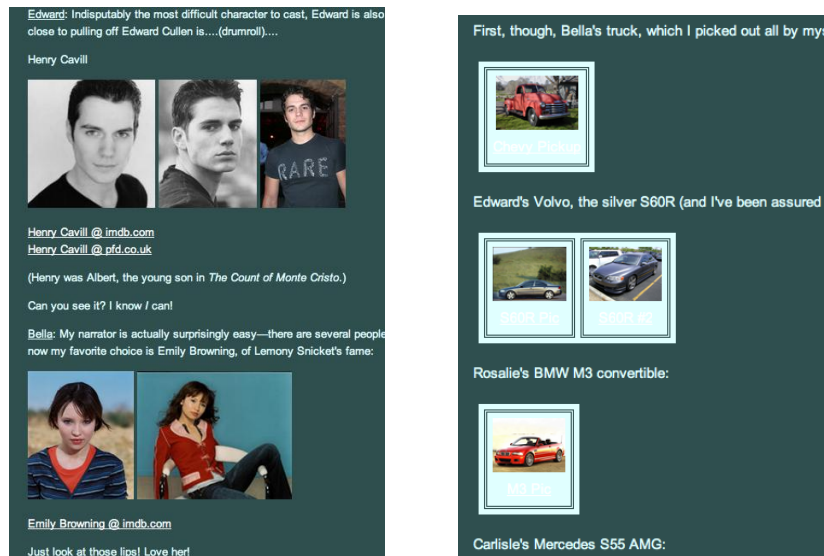 Edward: Indisputably the most difficult character to cast, Edward is also
close to pulling off Edward Cullen is....(drumroll)....
Henry Cavill
RARE
Henry Cavill @ imdb.com
Henry Cavill @ pfd.co.uk
(Henry was Albert, the young son in The Count of Monte Cristo.)
Can you see it? I know I can!
Bella: My narrator is actually surprisingly easy—there are several people
now my favorite choice is Emily Browning, of Lemony Snicket's fame:
Emily Browning @ imdb.com
Just look at those lips! Love her!
First, though, Bella's truck, which I picked out all by mys
Chevy Pickup
Edward's Volvo, the silver S60R (and I've been assured
S60R Pic
S60R #2
Rosalie's BMW M3 convertible:
M3 Pic
Carlisle's Mercedes S55 AMG: